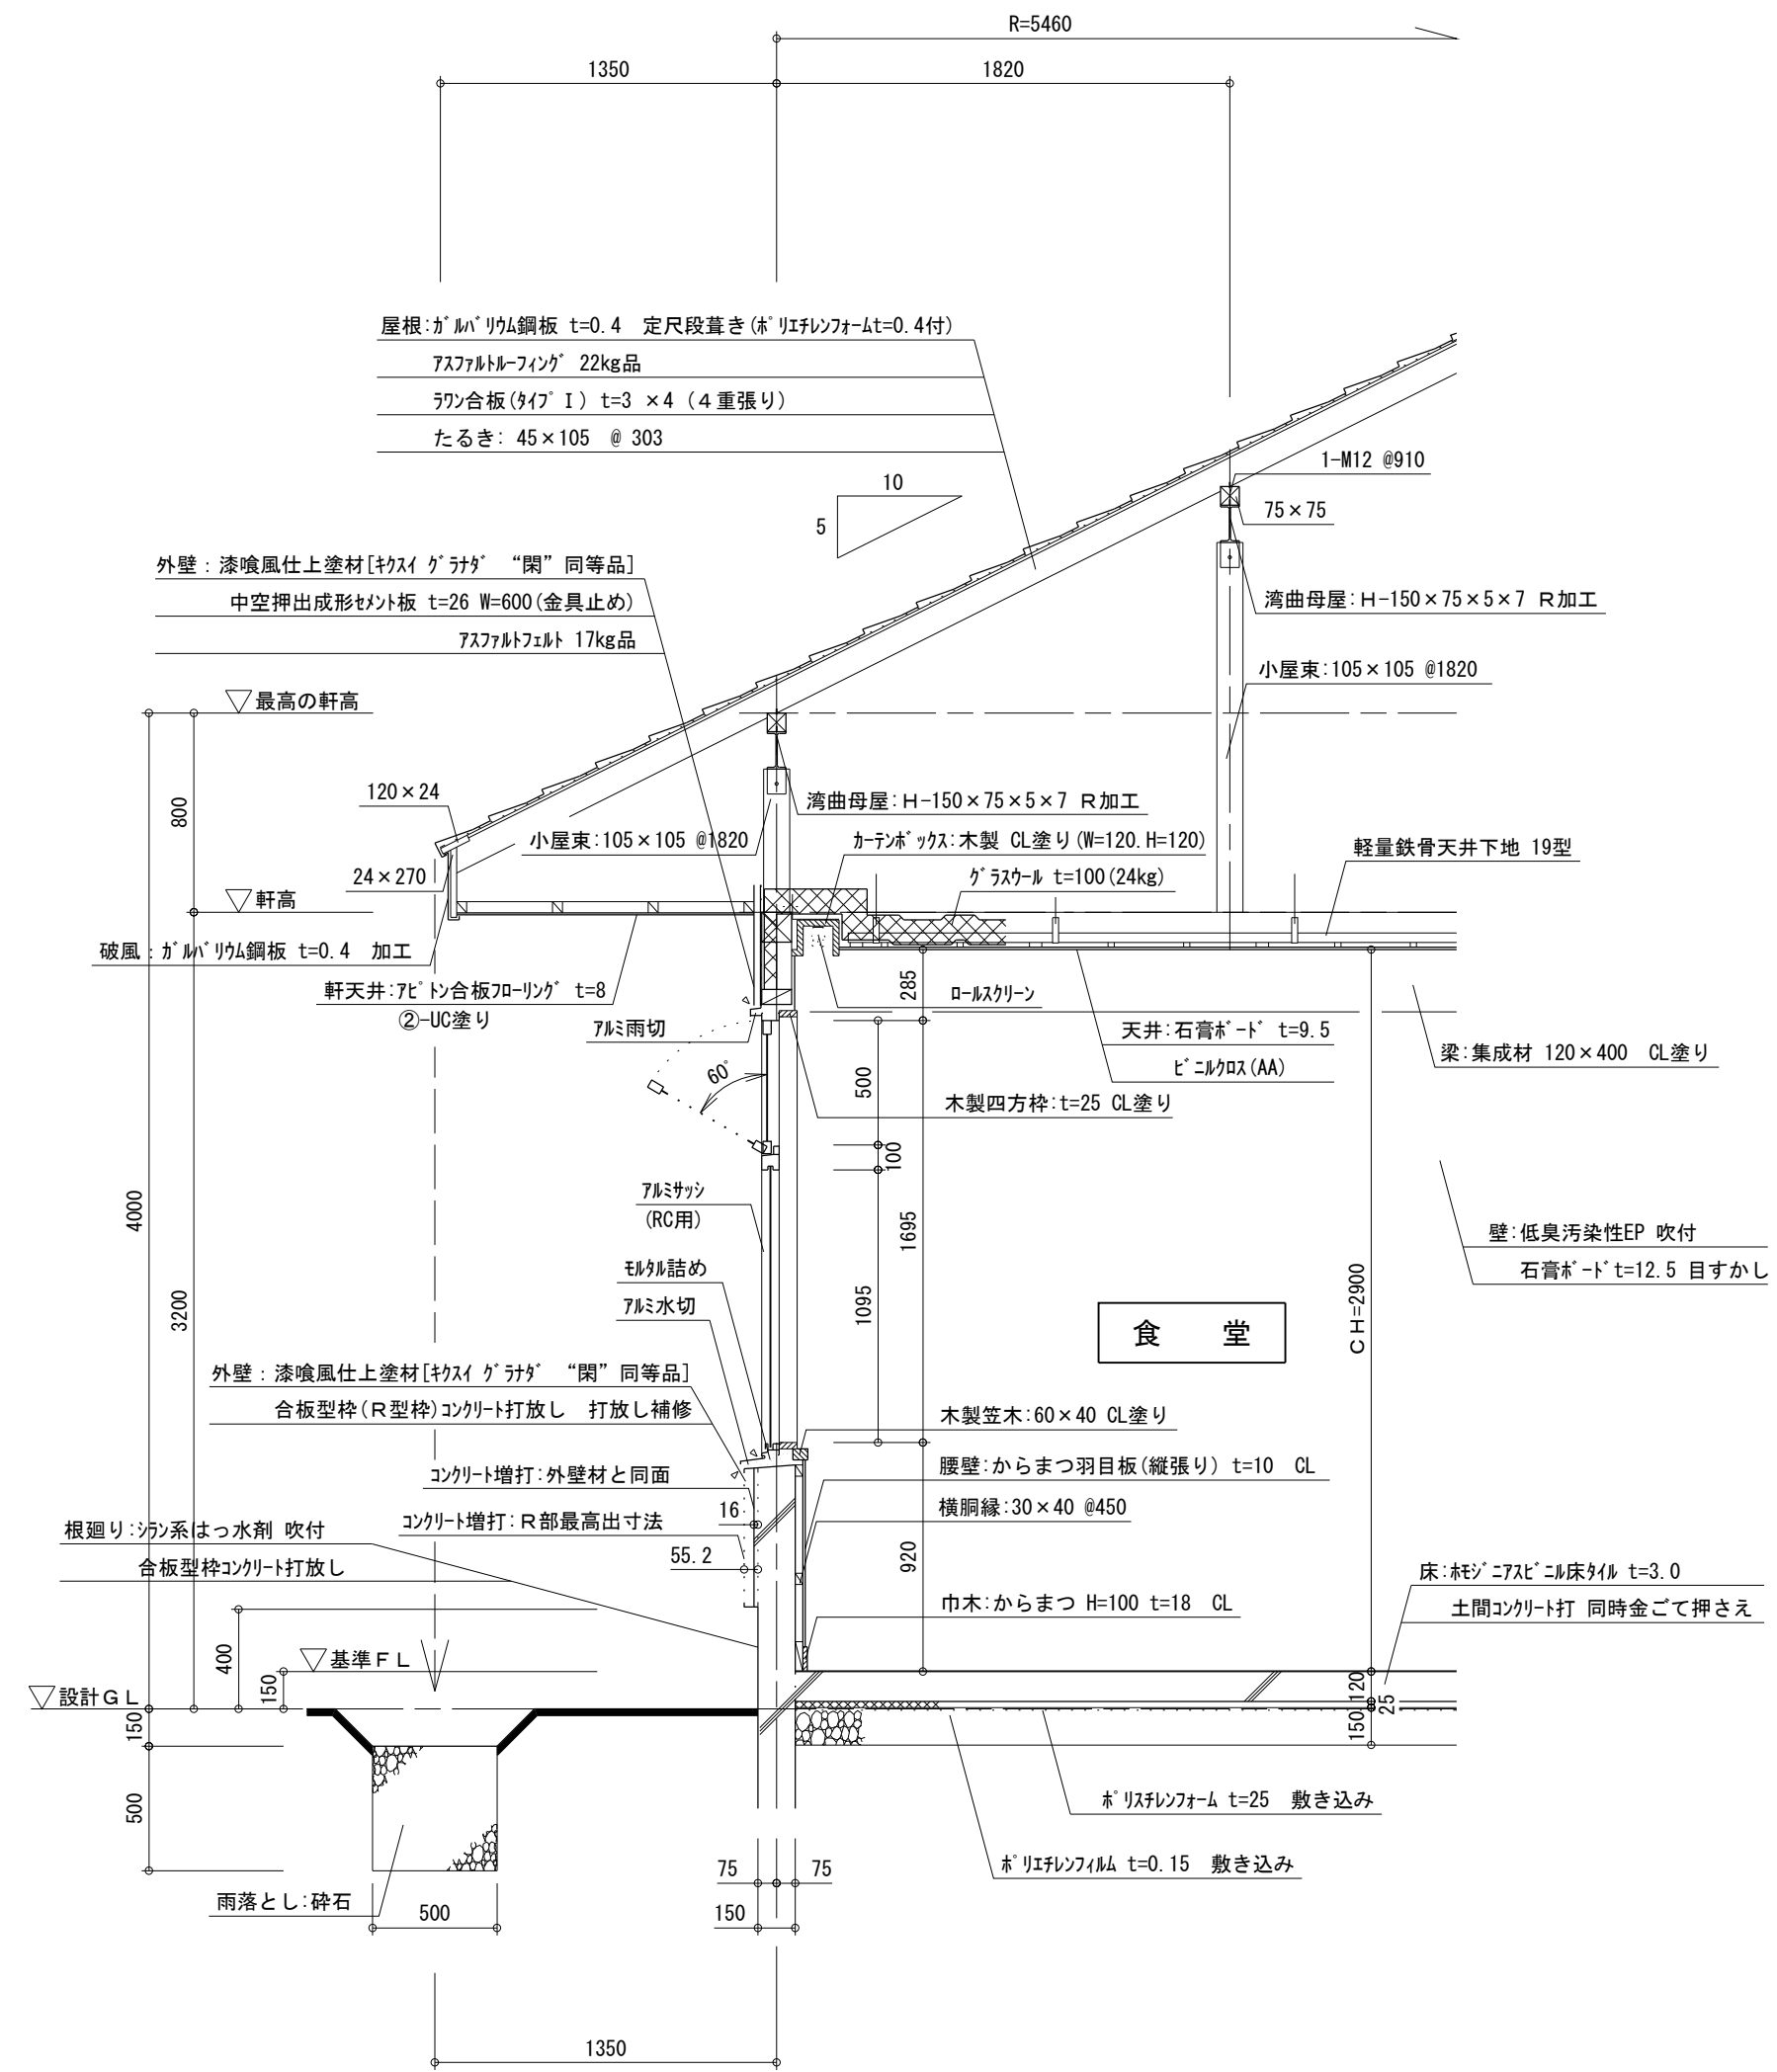 R=5460
1350
1820
屋根:ｶﾞﾙﾊﾞﾘｳﾑ鋼板 t=0.4　定尺段葺き(ﾎﾟﾘｴﾁﾚﾝﾌｫｰﾑt=0.4付)
ｱｽﾌｧﾙﾄﾙｰﾌｨﾝｸﾞ 22kg品
ﾗﾜﾝ合板(ﾀｲﾌﾟⅠ) t=3 ×4 (４重張り)
たるき: 45×105　@ 303
1-M12 @910
10
75×75
5
外壁：漆喰風仕上塗材[ｷｸｽｲ ｸﾞﾗﾅﾀﾞ “閑”同等品]
中空押出成形ｾﾒﾝﾄ板 t=26 W=600(金具止め)
湾曲母屋:Ｈ-150×75×5×7 Ｒ加工
ｱｽﾌｧﾙﾄﾌｪﾙﾄ 17kg品
小屋束:105×105 @1820
▽最高の軒高
120×24
800
湾曲母屋:Ｈ-150×75×5×7 Ｒ加工
小屋束:105×105 @1820
ｶｰﾃﾝﾎﾞｯｸｽ:木製 CL塗り(W=120.H=120)
軽量鉄骨天井下地 19型
24×270
ｸﾞﾗｽｳｰﾙ t=100(24kg)
▽軒高
破風：ｶﾞﾙﾊﾞﾘｳﾑ鋼板 t=0.4　加工
軒天井:ｱﾋﾟﾄﾝ合板ﾌﾛｰﾘﾝｸﾞ t=8
②-UC塗り
285
ﾛｰﾙｽｸﾘｰﾝ
ｱﾙﾐ雨切
天井:石膏ﾎﾞｰﾄﾞ t=9.5
ﾋﾞﾆﾙｸﾛｽ(AA)
梁:集成材 120×400　CL塗り
60°
500
木製四方枠:t=25 CL塗り
100
ｱﾙﾐｻｯｼ
(RC用)
4000
1695
壁:低臭汚染性EP 吹付
石膏ﾎﾞｰﾄﾞt=12.5 目すかし
ﾓﾙﾀﾙ詰め
ｱﾙﾐ水切
3200
1095
ＣＨ=2900
食　堂
外壁：漆喰風仕上塗材[ｷｸｽｲ ｸﾞﾗﾅﾀﾞ “閑”同等品]
合板型枠(Ｒ型枠)ｺﾝｸﾘｰﾄ打放し　打放し補修
木製笠木:60×40 CL塗り
ｺﾝｸﾘｰﾄ増打:外壁材と同面
腰壁:からまつ羽目板(縦張り) t=10　CL
16
横胴縁:30×40 @450
根廻り:ｼﾗﾝ系はっ水剤 吹付
ｺﾝｸﾘｰﾄ増打:Ｒ部最高出寸法
合板型枠ｺﾝｸﾘｰﾄ打放し
55.2
920
床:ﾎﾓｼﾞﾆｱｽﾋﾞﾆﾙ床ﾀｲﾙ t=3.0
土間ｺﾝｸﾘｰﾄ打 同時金ごて押さえ
巾木:からまつ H=100 t=18　CL
400
▽基準ＦＬ
150
▽設計ＧＬ
120
25
150
150
500
ﾎﾟﾘｽﾁﾚﾝﾌｫｰﾑ t=25　敷き込み
ﾎﾟﾘｴﾁﾚﾝﾌｨﾙﾑ t=0.15　敷き込み
75
75
雨落とし:砕石
500
150
1350